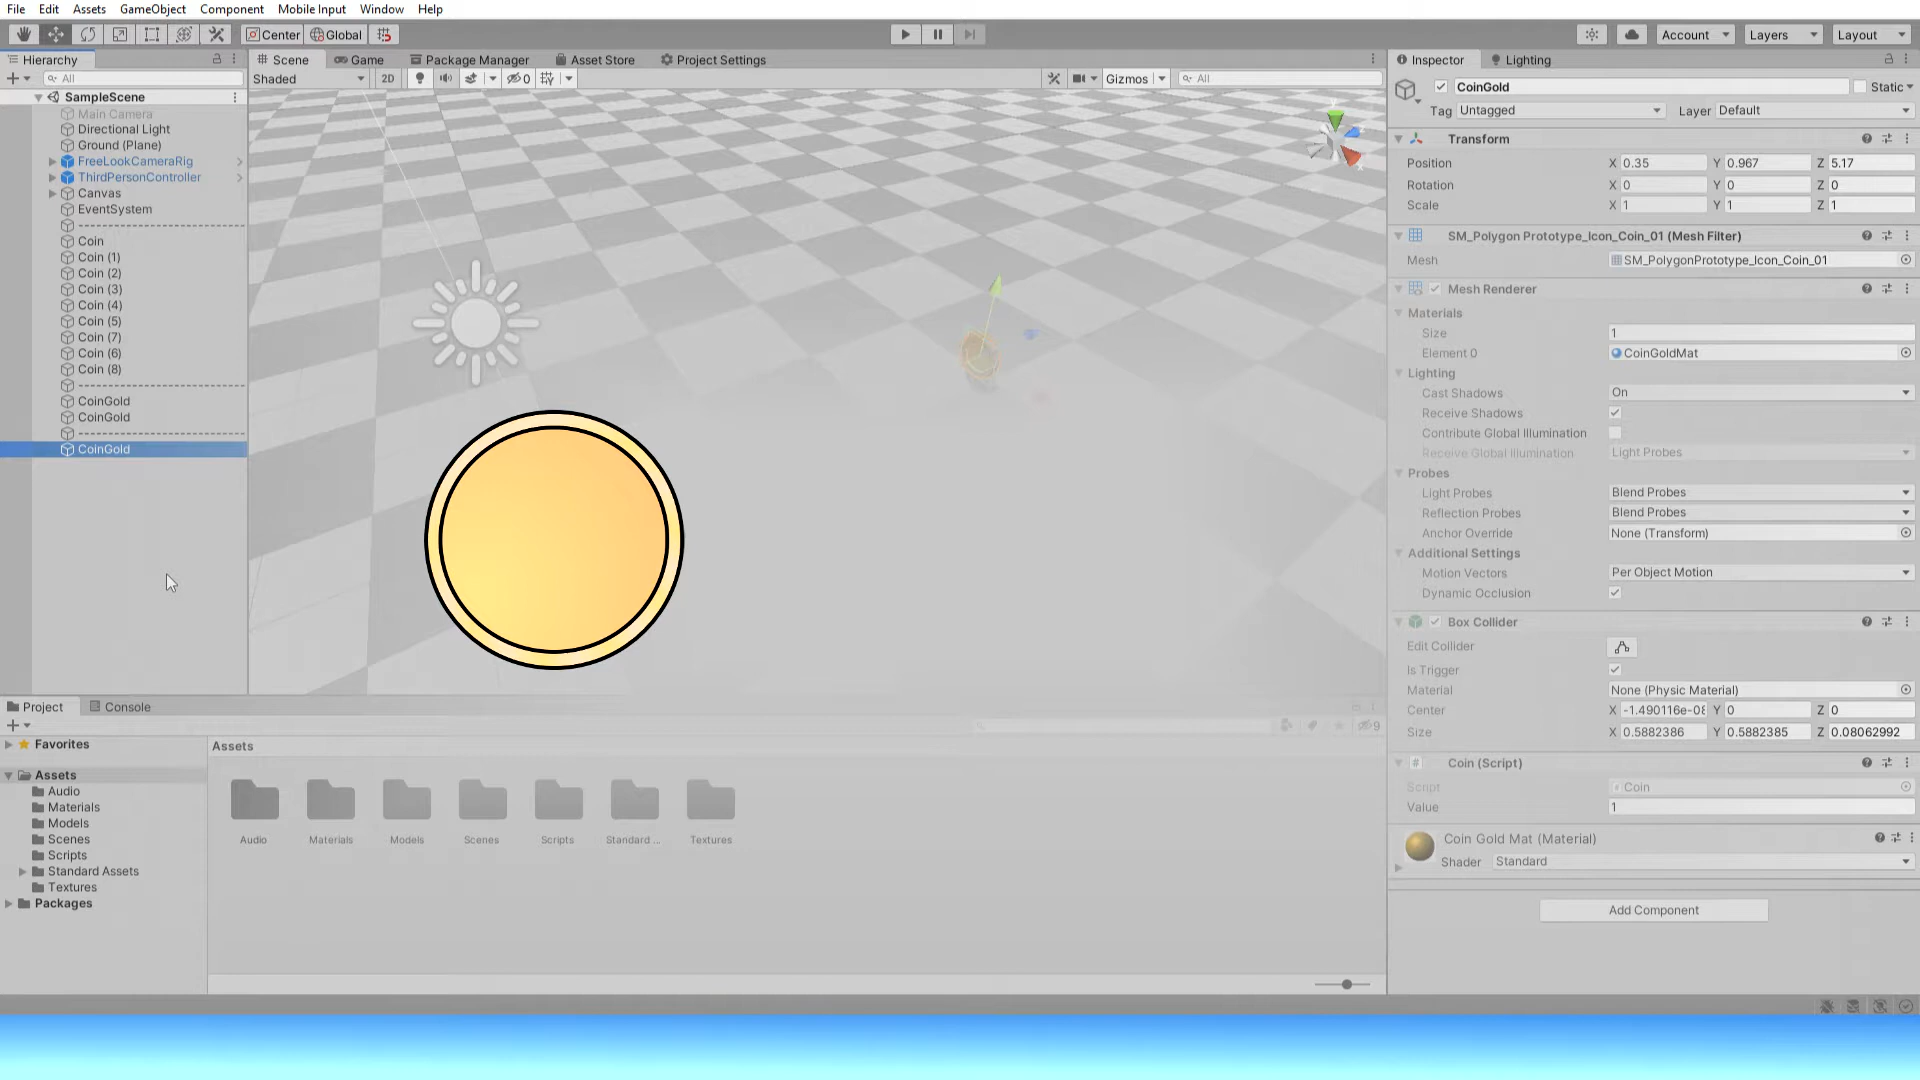 File Edit Assets GameObject Component Mobile Input Window Help
Center Global Account Layers Layout
Hierarchy
All
SampleScene
Main Camera
Directional Light
Ground (Plane)
FreeLookCameraRig
ThirdPersonController
Canvas
EventSystem
--------------------------------
Coin
Coin (1)
Coin (2)
Coin (3)
Coin (4)
Coin (5)
Coin (7)
Coin (6)
Coin (8)
--------------------------------
CoinGold
CoinGold
--------------------------------
CoinGold
Scene Game Package Manager Asset Store Project Settings
Shaded 2D 0 Gizmos All
Inspector Lighting
CoinGold Static
Tag Untagged Layer Default
Transform
Position X 0.35 Y 0.967 Z 5.17
Rotation X 0 Y 0 Z 0
Scale X 1 Y 1 Z 1
SM_Polygon Prototype_Icon_Coin_01 (Mesh Filter)
Mesh SM_PolygonPrototype_Icon_Coin_01
Mesh Renderer
Materials
Size 1
Element 0 CoinGoldMat
Lighting
Cast Shadows On
Receive Shadows
Contribute Global Illumination
Receive Global Illumination Light Probes
Probes
Light Probes Blend Probes
Reflection Probes Blend Probes
Anchor Override None (Transform)
Additional Settings
Motion Vectors Per Object Motion
Dynamic Occlusion
Box Collider
Edit Collider
Is Trigger
Material None (Physic Material)
Center X -1.490116e-08 Y 0 Z 0
Size X 0.5882386 Y 0.5882385 Z 0.08062992
Coin (Script)
Script Coin
Value 1
Coin Gold Mat (Material)
Shader Standard
Add Component
Project Console
9
Favorites
Assets
Audio
Materials
Models
Scenes
Scripts
Standard Assets
Textures
Packages
Assets
Audio Materials Models Scenes Scripts Standard ... Textures